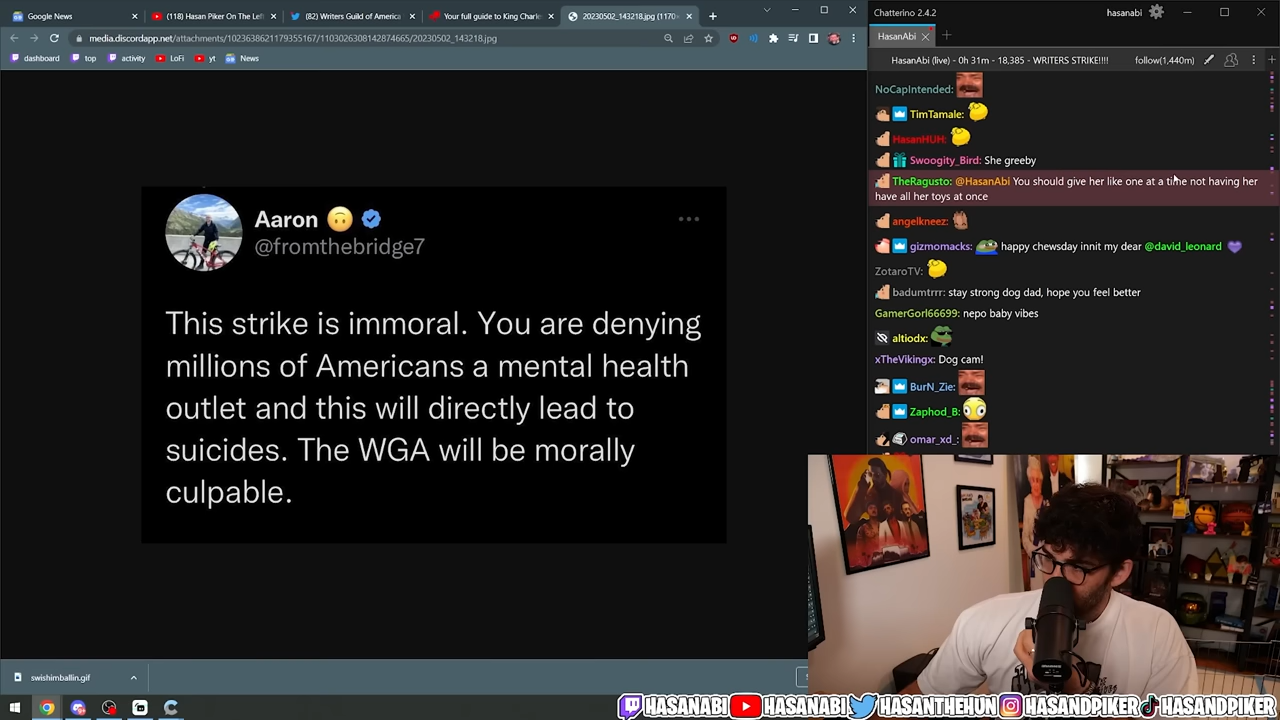 Google News
(118) Hasan Piker On The Left
(82) Writers Guild of America
Your full guide to King Charle
20230502_143218.jpg (1170×
media.discordapp.net/attachments/1023638621179355167/1103026308142874665/20230502_143218.jpg
dashboard
top
activity
LoFi
yt
News
Aaron
@fromthebridge7
This strike is immoral. You are denying
millions of Americans a mental health
outlet and this will directly lead to
suicides. The WGA will be morally
culpable.
swishimballin.gif
Chatterino 2.4.2
hasanabi
HasanAbi
HasanAbi (live) - 0h 31m - 18,385 - WRITERS STRIKE!!!!
follow(1,440m)
NoCapIntended:
TimTamale:
HasanHUH:
Swoogity_Bird: She greeby
TheRagusto: @HasanAbi You should give her like one at a time not having her
have all her toys at once
angelkneez:
gizmomacks: happy chewsday innit my dear @david_leonard
ZotaroTV:
badumtrrr: stay strong dog dad, hope you feel better
GamerGorl66699: nepo baby vibes
altiodx:
xTheVikingx: Dog cam!
BurN_Zie:
Zaphod_B:
omar_xd_:
HASANABI
HASANABI
HASANTHEHUN
HASANDPIKER
HASANDPIKER